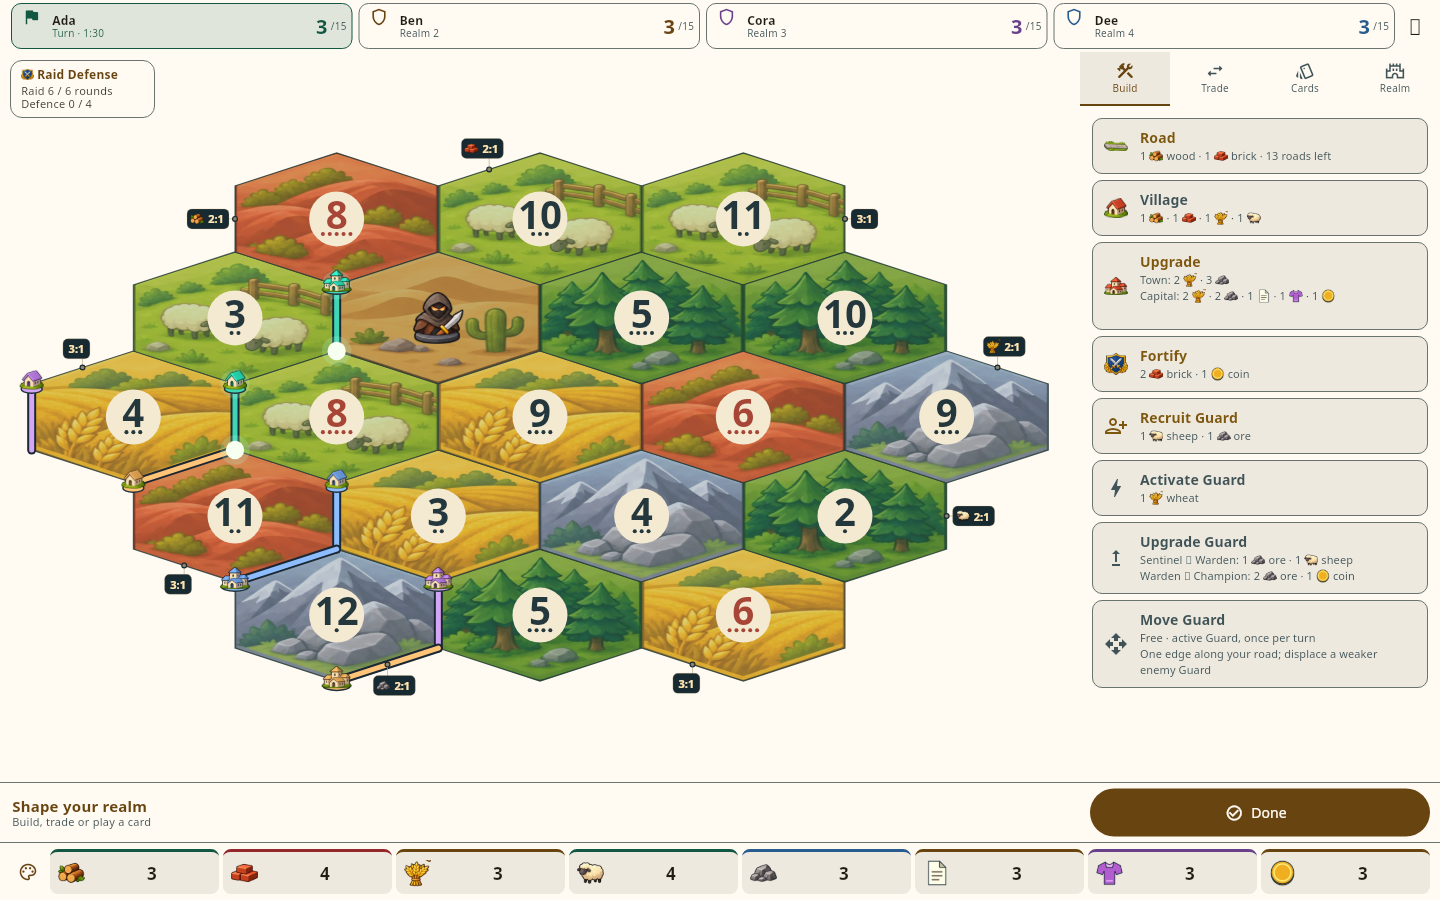 Ada
Turn · 1:30
3 /15
Ben
Realm 2
3 /15
Cora
Realm 3
3 /15
Dee
Realm 4
3 /15
Raid Defense
Raid 6 / 6 rounds
Defence 0 / 4
Build
Trade
Cards
Realm
Road
1 wood · 1 brick · 13 roads left
Village
1 · 1 · 1 · 1
Upgrade
Town: 2 · 3
Capital: 2 · 2 · 1 · 1 · 1
Fortify
2 brick · 1 coin
Recruit Guard
1 sheep · 1 ore
Activate Guard
1 wheat
Upgrade Guard
Sentinel Warden: 1 ore · 1 sheep
Warden Champion: 2 ore · 1 coin
Move Guard
Free · active Guard, once per turn
One edge along your road; displace a weaker
enemy Guard
2:1
2:1
8
10
11
3:1
3
5
10
3:1
2:1
4
8
9
6
9
11
3
4
2
2:1
3:1
12
5
6
2:1
3:1
Shape your realm
Build, trade or play a card
Done
3
4
3
4
3
3
3
3